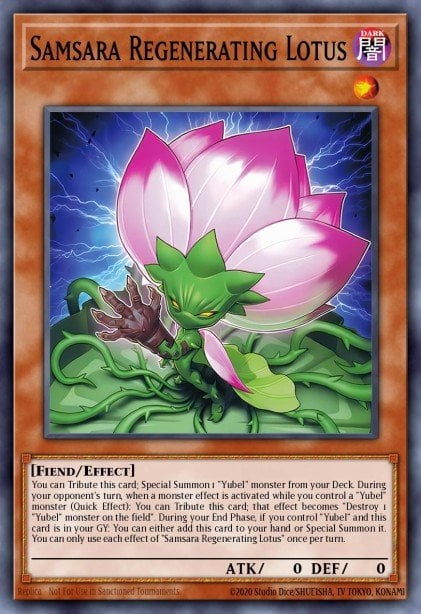 Samsara Regenerating Lotus
DARK
闇
[Fiend/Effect]
You can Tribute this card; Special Summon 1 "Yubel" monster from your Deck. During
your opponent's turn, when a monster effect is activated while you control a "Yubel"
monster (Quick Effect): You can Tribute this card; that effect becomes "Destroy 1
"Yubel" monster on the field". During your End Phase, if you control "Yubel" and this
card is in your GY: You can either add this card to your hand or Special Summon it.
You can only use each effect of "Samsara Regenerating Lotus" once per turn.
ATK/ 0 DEF/ 0
Replica - Not For Use in Sanctioned Tournaments. ©2020 Studio Dice/SHUEISHA, TV TOKYO, KONAMI